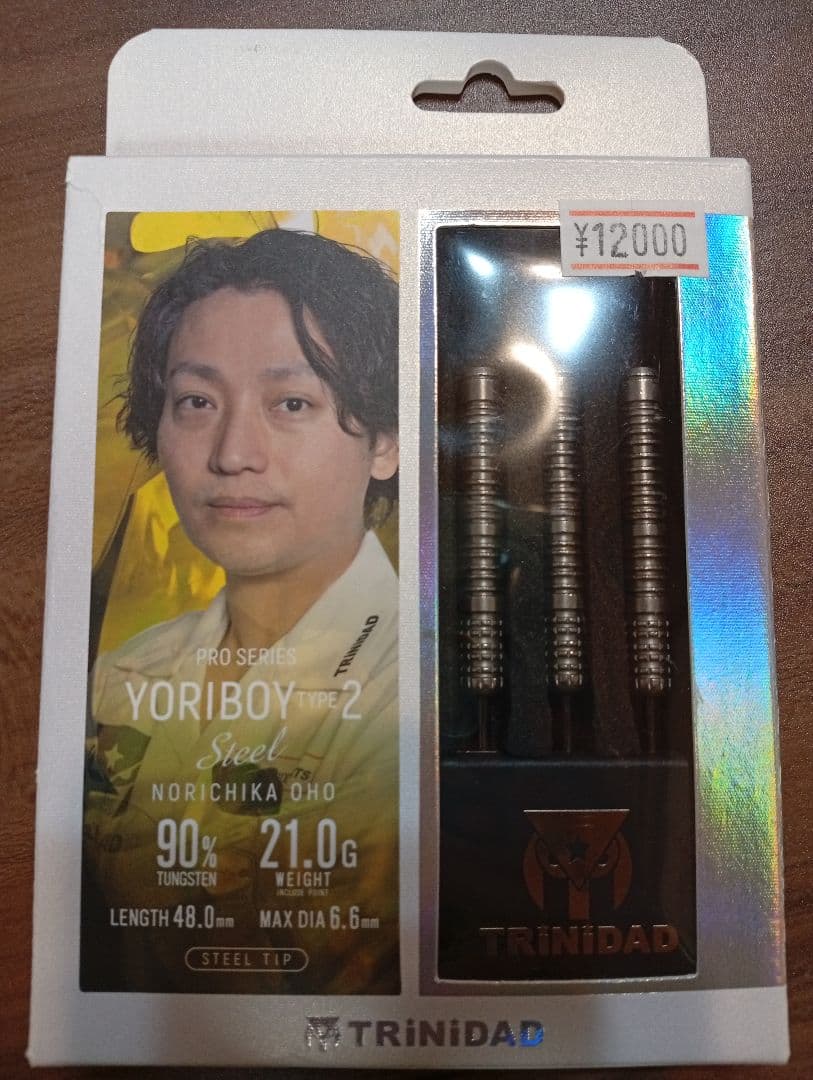 ¥12000
TRiNiDAD
PRO SERIES
YORIBOY TYPE 2
Steel
NORICHIKA OHO
90% 21.0G
TUNGSTEN WEIGHT
INCLUDE POINT
LENGTH 48.0mm MAX DIA 6.6mm
STEEL TIP
TRiNiDAD
TRiNiDAD